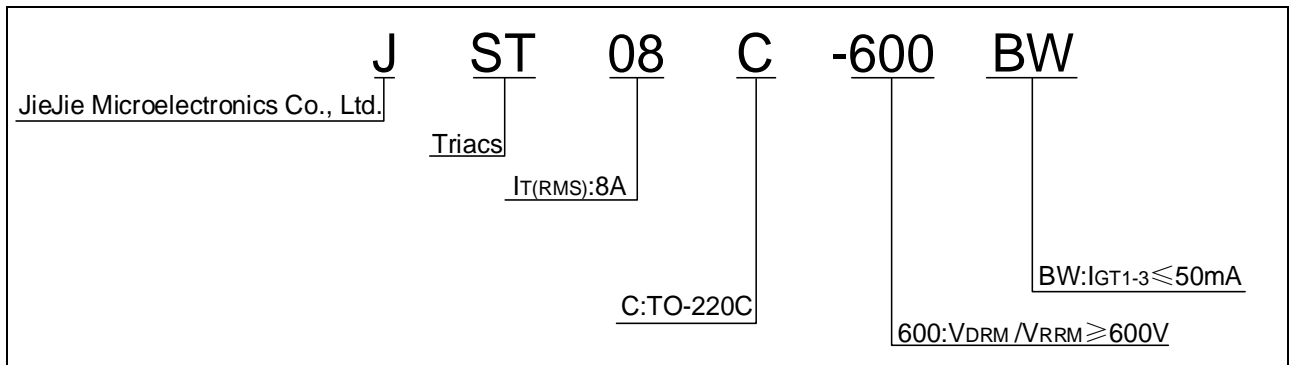 J ST 08 C -600 BW
JieJie Microelectronics Co., Ltd.
Triacs
IT(RMS):8A
BW:IGT1-3≤50mA
C:TO-220C
600:VDRM /VRRM≥600V